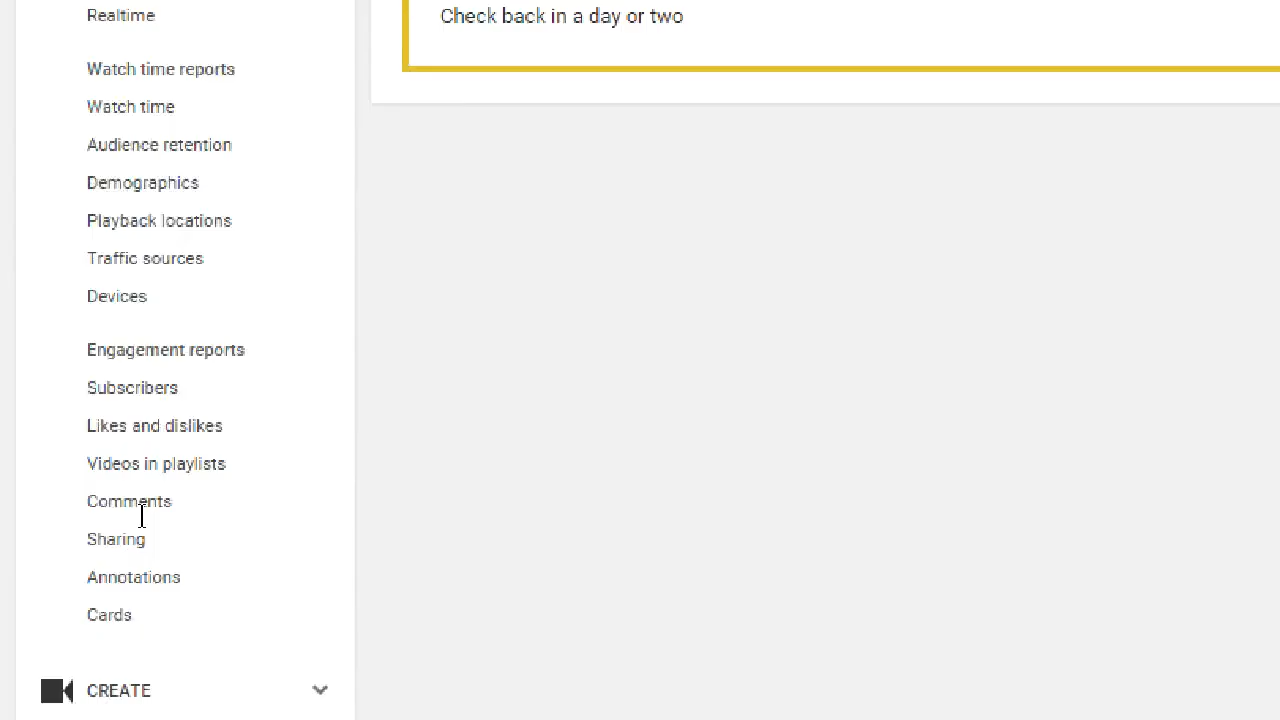 Realtime
Check back in a day or two
Watch time reports
Watch time
Audience retention
Demographics
Playback locations
Traffic sources
Devices
Engagement reports
Subscribers
Likes and dislikes
Videos in playlists
Comments
Sharing
Annotations
Cards
CREATE